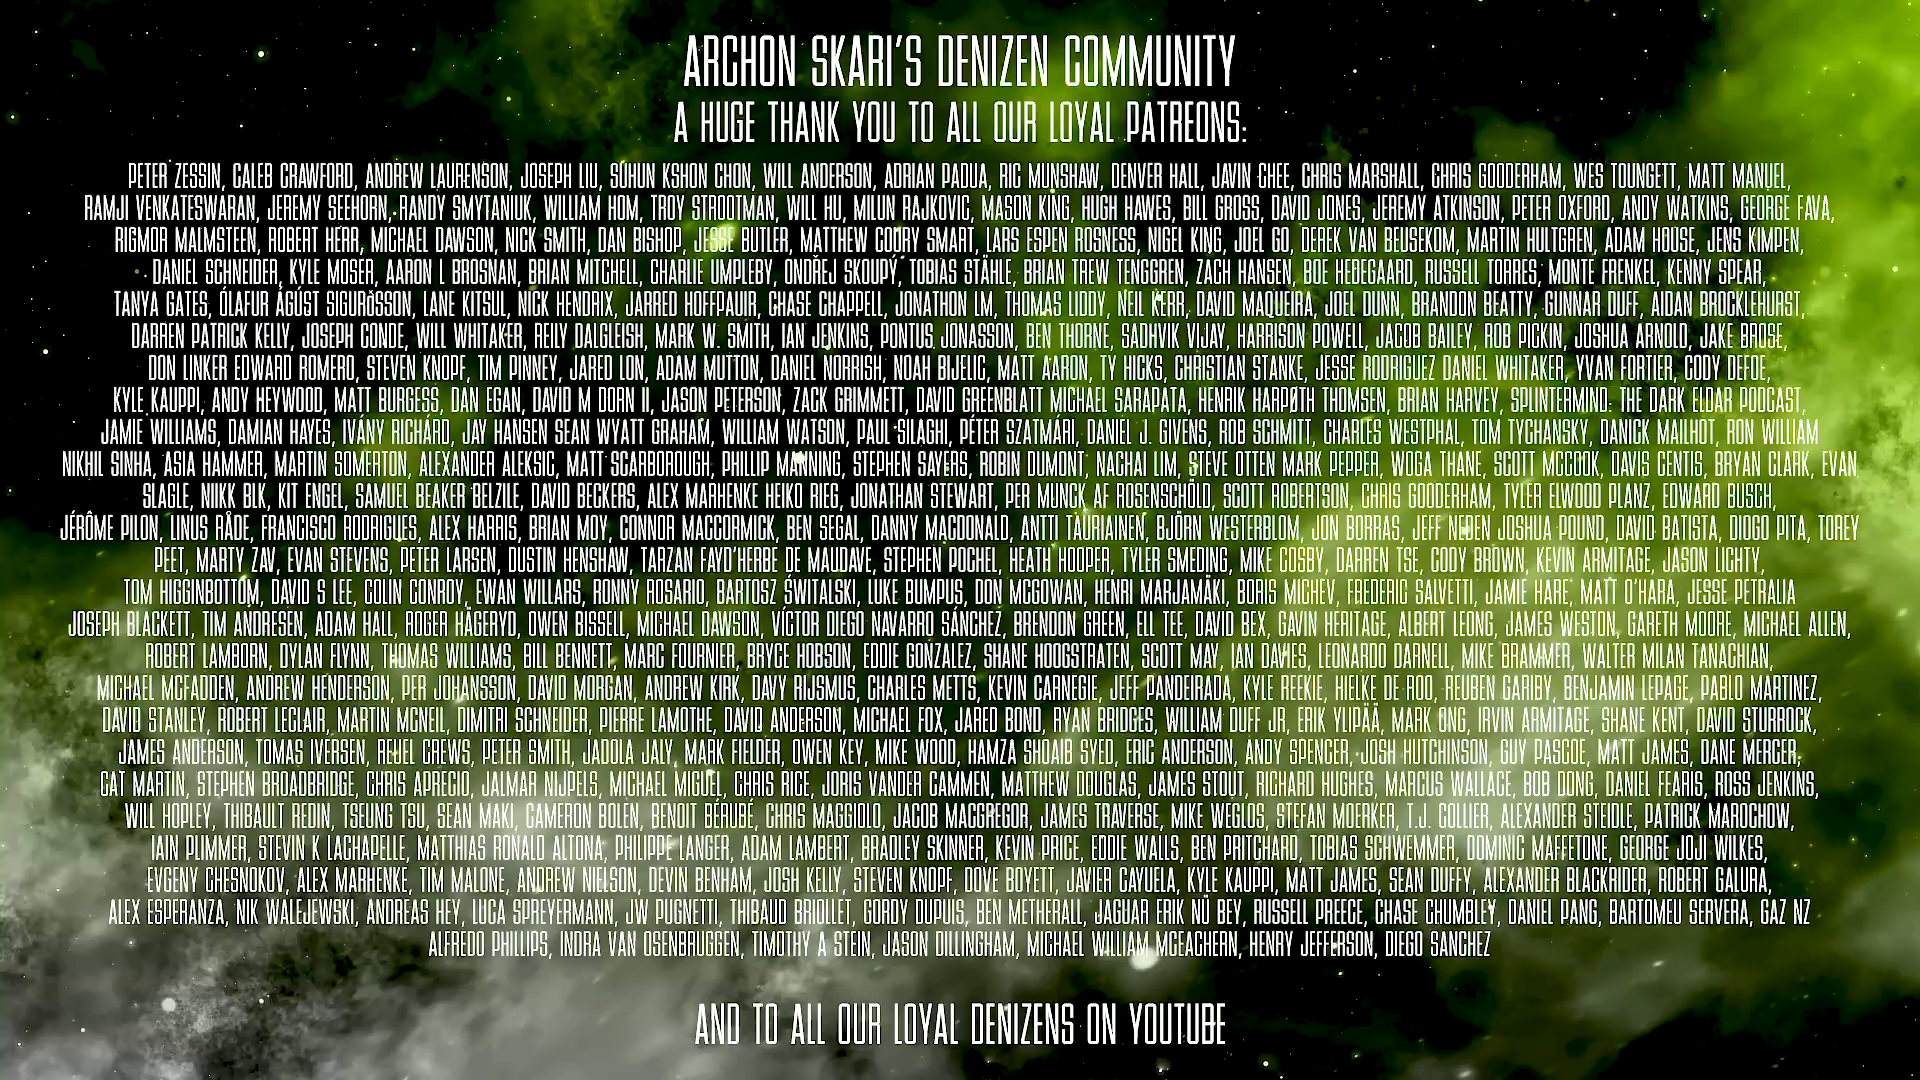 ARCHON SKARI'S DENIZEN COMMUNITY
A HUGE THANK YOU TO ALL OUR LOYAL PATREONS:
PETER ZESSIN, CALEB CRAWFORD, ANDREW LAURENSON, JOSEPH LIU, SUHUN KSHON CHON, WILL ANDERSON, ADRIAN PADUA, RIC MUNSHAW, DENVER HALL, JAVIN CHEE, CHRIS MARSHALL, CHRIS GOODERHAM, WES TOUNGETT, MATT MANUEL,
RAMJI VENKATESWARAN, JEREMY SEEHORN, RANDY SMYTANIUK, WILLIAM HOM, TROY STROOTMAN, WILL HU, MILUN RAJKOVIC, MASON KING, HUGH HAWES, BILL GROSS, DAVID JONES, JEREMY ATKINSON, PETER OXFORD, ANDY WATKINS, GEORGE FAVA,
RIGMOR MALMSTEEN, ROBERT HERR, MICHAEL DAWSON, NICK SMITH, DAN BISHOP, JESSE BUTLER, MATTHEW COORY SMART, LARS ESPEN ROSNESS, NIGEL KING, JOEL GO, DEREK VAN BEUSEKOM, MARTIN HULTGREN, ADAM HOUSE, JENS KIMPEN,
DANIEL SCHNEIDER, KYLE MOSER, AARON L BROSNAN, BRIAN MITCHELL, CHARLIE UMPLEBY, ONDŘEJ SKOUPÝ, TOBIAS STÄHLE, BRIAN TREW TENGGREN, ZACH HANSEN, BOE HEDEGAARD, RUSSELL TORRES, MONTE FRENKEL, KENNY SPEAR,
TANYA GATES, ÓLAFUR ÁGÚST SIGURðSSON, LANE KITSUL, NICK HENDRIX, JARRED HOFFPAUIR, CHASE CHAPPELL, JONATHON LM, THOMAS LIDDY, NEIL KERR, DAVID MAQUEIRA, JOEL DUNN, BRANDON BEATTY, GUNNAR DUFF, AIDAN BROCKLEHURST,
DARREN PATRICK KELLY, JOSEPH CONDE, WILL WHITAKER, REILY DALGLEISH, MARK W. SMITH, IAN JENKINS, PONTUS JONASSON, BEN THORNE, SADHVIK VIJAY, HARRISON POWELL, JACOB BAILEY, ROB PICKIN, JOSHUA ARNOLD, JAKE BROSE,
DON LINKER EDWARD ROMERO, STEVEN KNOPF, TIM PINNEY, JARED LON, ADAM MUTTON, DANIEL NORRISH, NOAH BIJELIC, MATT AARON, TY HICKS, CHRISTIAN STANKE, JESSE RODRIGUEZ DANIEL WHITAKER, YVAN FORTIER, CODY DEFOE,
KYLE KAUPPI, ANDY HEYWOOD, MATT BURGESS, DAN EGAN, DAVID M DORN II, JASON PETERSON, ZACK GRIMMETT, DAVID GREENBLATT MICHAEL SARAPATA, HENRIK HARPØTH THOMSEN, BRIAN HARVEY, SPLINTERMIND: THE DARK ELDAR PODCAST,
JAMIE WILLIAMS, DAMIAN HAYES, IVÁNY RICHÁRD, JAY HANSEN SEAN WYATT GRAHAM, WILLIAM WATSON, PAUL SILAGHI, PÉTER SZATMÁRI, DANIEL J. GIVENS, ROB SCHMITT, CHARLES WESTPHAL, TOM TYCHANSKY, DANICK MAILHOT, RON WILLIAM
NIKHIL SINHA, ASIA HAMMER, MARTIN SOMERTON, ALEXANDER ALEKSIC, MATT SCARBOROUGH, PHILLIP MANNING, STEPHEN SAYERS, ROBIN DUMONT, NACHAI LIM, STEVE OTTEN MARK PEPPER, WOGA THANE, SCOTT MCCOOK, DAVIS CENTIS, BRYAN CLARK, EVAN
SLAGLE, NIIKK BLK, KIT ENGEL, SAMUEL BEAKER BELZILE, DAVID BECKERS, ALEX MARHENKE HEIKO RIEG, JONATHAN STEWART, PER MUNCK AF ROSENSCHÖLD, SCOTT ROBERTSON, CHRIS GOODERHAM, TYLER ELWOOD PLANZ, EDWARD BUSCH,
JÉRÔME PILON, LINUS RÅDE, FRANCISCO RODRIGUES, ALEX HARRIS, BRIAN MOY, CONNOR MACCORMICK, BEN SEGAL, DANNY MACDONALD, ANTTI TAURIAINEN, BJÖRN WESTERBLOM, JON BORRAS, JEFF NEDEN JOSHUA POUND, DAVID BATISTA, DIOGO PITA, TOREY
PEET, MARTY ZAV, EVAN STEVENS, PETER LARSEN, DUSTIN HENSHAW, TARZAN FAYD'HERBE DE MAUDAVE, STEPHEN POCHEL, HEATH HOOPER, TYLER SMEDING, MIKE COSBY, DARREN TSE, CODY BROWN, KEVIN ARMITAGE, JASON LICHTY,
TOM HIGGINBOTTOM, DAVID S LEE, COLIN CONROY, EWAN WILLARS, RONNY ROSARIO, BARTOSZ ŚWITALSKI, LUKE BUMPUS, DON MCGOWAN, HENRI MARJAMÄKI, BORIS MICHEV, FREDERIC SALVETTI, JAMIE HARE, MATT O'HARA, JESSE PETRALIA
JOSEPH BLACKETT, TIM ANDRESEN, ADAM HALL, ROGER HAGERYD, OWEN BISSELL, MICHAEL DAWSON, VÍCTOR DIEGO NAVARRO SÁNCHEZ, BRENDON GREEN, ELL TEE, DAVID BEX, GAVIN HERITAGE, ALBERT LEONG, JAMES WESTON, GARETH MOORE, MICHAEL ALLEN,
ROBERT LAMBORN, DYLAN FLYNN, THOMAS WILLIAMS, BILL BENNETT, MARC FOURNIER, BRYCE HOBSON, EDDIE GONZALEZ, SHANE HOOGSTRATEN, SCOTT MAY, IAN DAVIES, LEONARDO DARNELL, MIKE BRAMMER, WALTER MILAN TANACHIAN,
MICHAEL MCFADDEN, ANDREW HENDERSON, PER JOHANSSON, DAVID MORGAN, ANDREW KIRK, DAVY RIJSMUS, CHARLES METTS, KEVIN CARNEGIE, JEFF PANDEIRADA, KYLE REEKIE, HIELKE DE ROO, REUBEN GARIBY, BENJAMIN LEPAGE, PABLO MARTINEZ,
DAVID STANLEY, ROBERT LECLAIR, MARTIN MCNEIL, DIMITRI SCHNEIDER, PIERRE LAMOTHE, DAVID ANDERSON, MICHAEL FOX, JARED BOND, RYAN BRIDGES, WILLIAM DUFF JR, ERIK YLIPÄÄ, MARK ONG, IRVIN ARMITAGE, SHANE KENT, DAVID STURROCK,
JAMES ANDERSON, TOMAS IVERSEN, REUEL CREWS, PETER SMITH, JADOLA JALY, MARK FIELDER, OWEN KEY, MIKE WOOD, HAMZA SHOAIB SYED, ERIC ANDERSON, ANDY SPENCER, JOSH HUTCHINSON, GUY PASCOE, MATT JAMES, DANE MERCER,
CAT MARTIN, STEPHEN BROADBRIDGE, CHRIS APRECIO, JALMAR NIJPELS, MICHAEL MIGUEL, CHRIS RICE, JORIS VANDER CAMMEN, MATTHEW DOUGLAS, JAMES STOUT, RICHARD HUGHES, MARCUS WALLACE, BOB DONG, DANIEL FEARIS, ROSS JENKINS,
WILL HOPLEY, THIBAULT REDIN, TSEUNG TSU, SEAN MAKI, CAMERON BOLEN, BENOIT BÉRUBÉ, CHRIS MAGGIOLO, JACOB MACGREGOR, JAMES TRAVERSE, MIKE WEGLOS, STEFAN MOERKER, T.J. COLLIER, ALEXANDER STEIDLE, PATRICK MAROCHOW,
IAIN PLIMMER, STEVIN K LACHAPELLE, MATTHIAS RONALD ALTONA, PHILIPPE LANGER, ADAM LAMBERT, BRADLEY SKINNER, KEVIN PRICE, EDDIE WALLS, BEN PRITCHARD, TOBIAS SCHWEMMER, DOMINIC MAFFETONE, GEORGE JOJI WILKES,
EVGENY CHESNOKOV, ALEX MARHENKE, TIM MALONE, ANDREW NIELSON, DEVIN BENHAM, JOSH KELLY, STEVEN KNOPF, DOVE BOYETT, JAVIER CAYUELA, KYLE KAUPPI, MATT JAMES, SEAN DUFFY, ALEXANDER BLACKRIDER, ROBERT GALURA,
ALEX ESPERANZA, NIK WALEJEWSKI, ANDREAS HEY, LUCA SPREYERMANN, JW PUGNETTI, THIBAUD BRIOLLET, GORDY DUPUIS, BEN METHERALL, JAGUAR ERIK NÚ BEY, RUSSELL PREECE, CHASE CHUMBLEY, DANIEL PANG, BARTOMEU SERVERA, GAZ NZ
ALFREDO PHILLIPS, INDRA VAN OSENBRUGGEN, TIMOTHY A STEIN, JASON DILLINGHAM, MICHAEL WILLIAM MCEACHERN, HENRY JEFFERSON, DIEGO SANCHEZ
AND TO ALL OUR LOYAL DENIZENS ON YOUTUBE